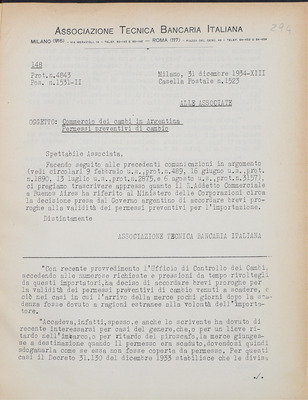 ASSOCIAZIONE TECNICA BANCARIA ITALIANA
MILANO ROMA
148
Prot.n.4843 Milano, 31 dicembre 1934-XIII
Pos. n.1531-II Casella Postale n.1523
ALLE ASSOCIATE
OGGETTO: Commercio dei cambi in Argentina
Permessi preventivi di cambio
Spettabile Associata,
Facendo seguito alle precedenti comunicazioni in argomento
(vedi circolari 9 febbraio u.s., prot.n.489, 16 giugno u.s., prot.
n.1890, 13 luglio u.s., prot.n.2875, e 6 agosto u.s., prot.n.3157),
ci pregiamo trascrivere appresso quanto il R.Addetto Commerciale
a Buenos Aires ha riferito al Ministero delle Corporazioni circa
la decisione presa dal Governo argentino di accordare brevi pro-
roghe alla validità dei permessi preventivi per l'importazione.
Distintamente
ASSOCIAZIONE TECNICA BANCARIA ITALIANA
"Con recente provvedimento l'Ufficio di Controllo dei Cambi,
accedendo alle numerose richieste e pressioni da tempo rivoltegli
da questi importatori, ha deciso di accordare brevi proroghe per
la validità dei permessi preventivi di cambio venuti a scadere, e
ciò nei casi in cui l'arrivo della merce pochi giorni dopo la sca-
denza fosse dovuto a ragioni estranee alla volontà dell'importa-
tore.
"Accadeva, infatti, spesso, e anche lo scrivente ha dovuto di
recente interessarsi per casi del genere, che, o per un lieve ri-
tardo nell'imbarco, o per ritardo del piroscafo, la merce giunges-
se a destinazione quando il permesso era scaduto, dovendosi quindi
sdoganarla come se essa non fosse coperta da permesso. Per questi
casi il Decreto 31.130 del dicembre 1933 stabilisce che le divise
./.